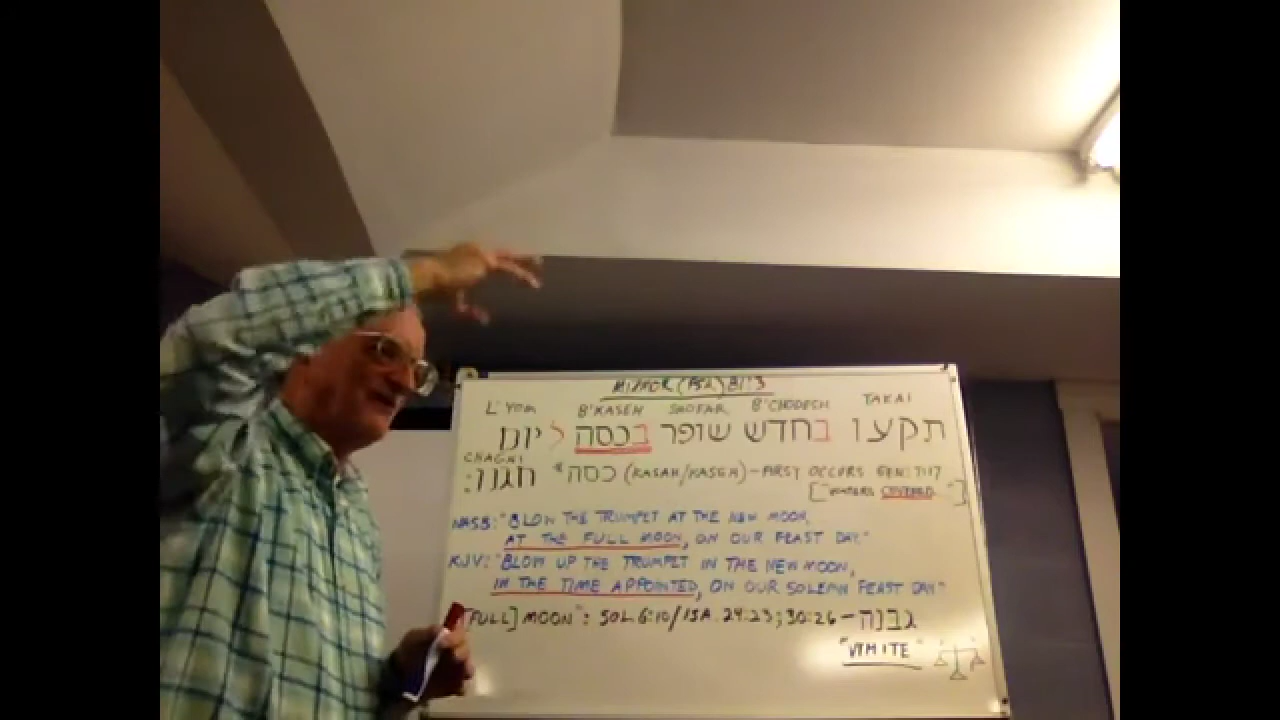 MIZMOR (PSA) 81:3
L'YOM B'KASEH SHOFAR B'CHODESH TAKAI
תקעו בחדש שופר בכסה ליום
CHAGNI
חגנו: *כסה (KASAH/KASEH) - FIRST OCCURS GEN: 7:19
["WATERS COVERED"]
NASB: "BLOW THE TRUMPET AT THE NEW MOON,
AT THE FULL MOON, ON OUR FEAST DAY."
KJV: "BLOW UP THE TRUMPET IN THE NEW MOON,
IN THE TIME APPOINTED, ON OUR SOLEMN FEAST DAY"
[FULL] MOON": SOL. 6:10/ISA. 24:23; 30:26 - גבנה
"WHITE"